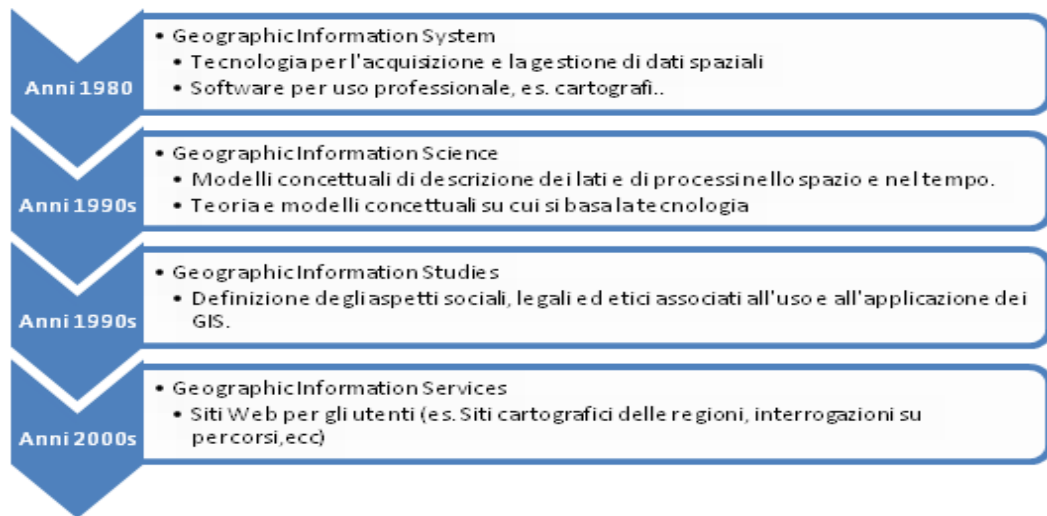 Anni 1980
• Geographic Information System
• Tecnologia per l'acquisizione e la gestione di dati spaziali
• Software per uso professionale, es. cartografi..
Anni 1990s
• Geographic Information Science
• Modelli concettuali di descrizione dei lati e di processi nello spazio e nel tempo.
• Teoria e modelli concettuali su cui si basa la tecnologia
Anni 1990s
• Geographic Information Studies
• Definizione degli aspetti sociali, legali ed etici associati all'uso e all'applicazione dei
GIS.
Anni 2000s
• Geographic Information Services
• Siti Web per gli utenti (es. Siti cartografici delle regioni, interrogazioni su
percorsi,ecc)